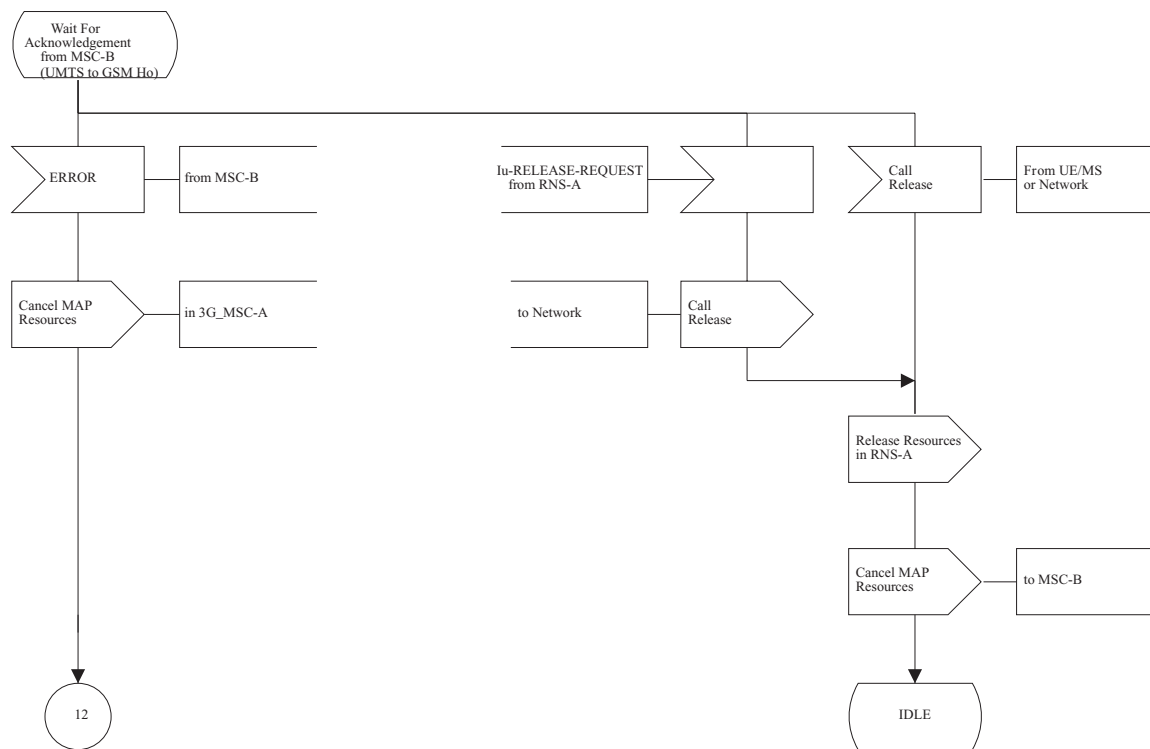 Wait For
Acknowledgement
from MSC-B
(UMTS to GSM Ho)
ERROR
from MSC-B
Iu-RELEASE-REQUEST
from RNS-A
Call
Release
From UE/MS
or Network
Cancel MAP
Resources
in 3G_MSC-A
to Network
Call
Release
Release Resources
in RNS-A
Cancel MAP
Resources
to MSC-B
12
IDLE